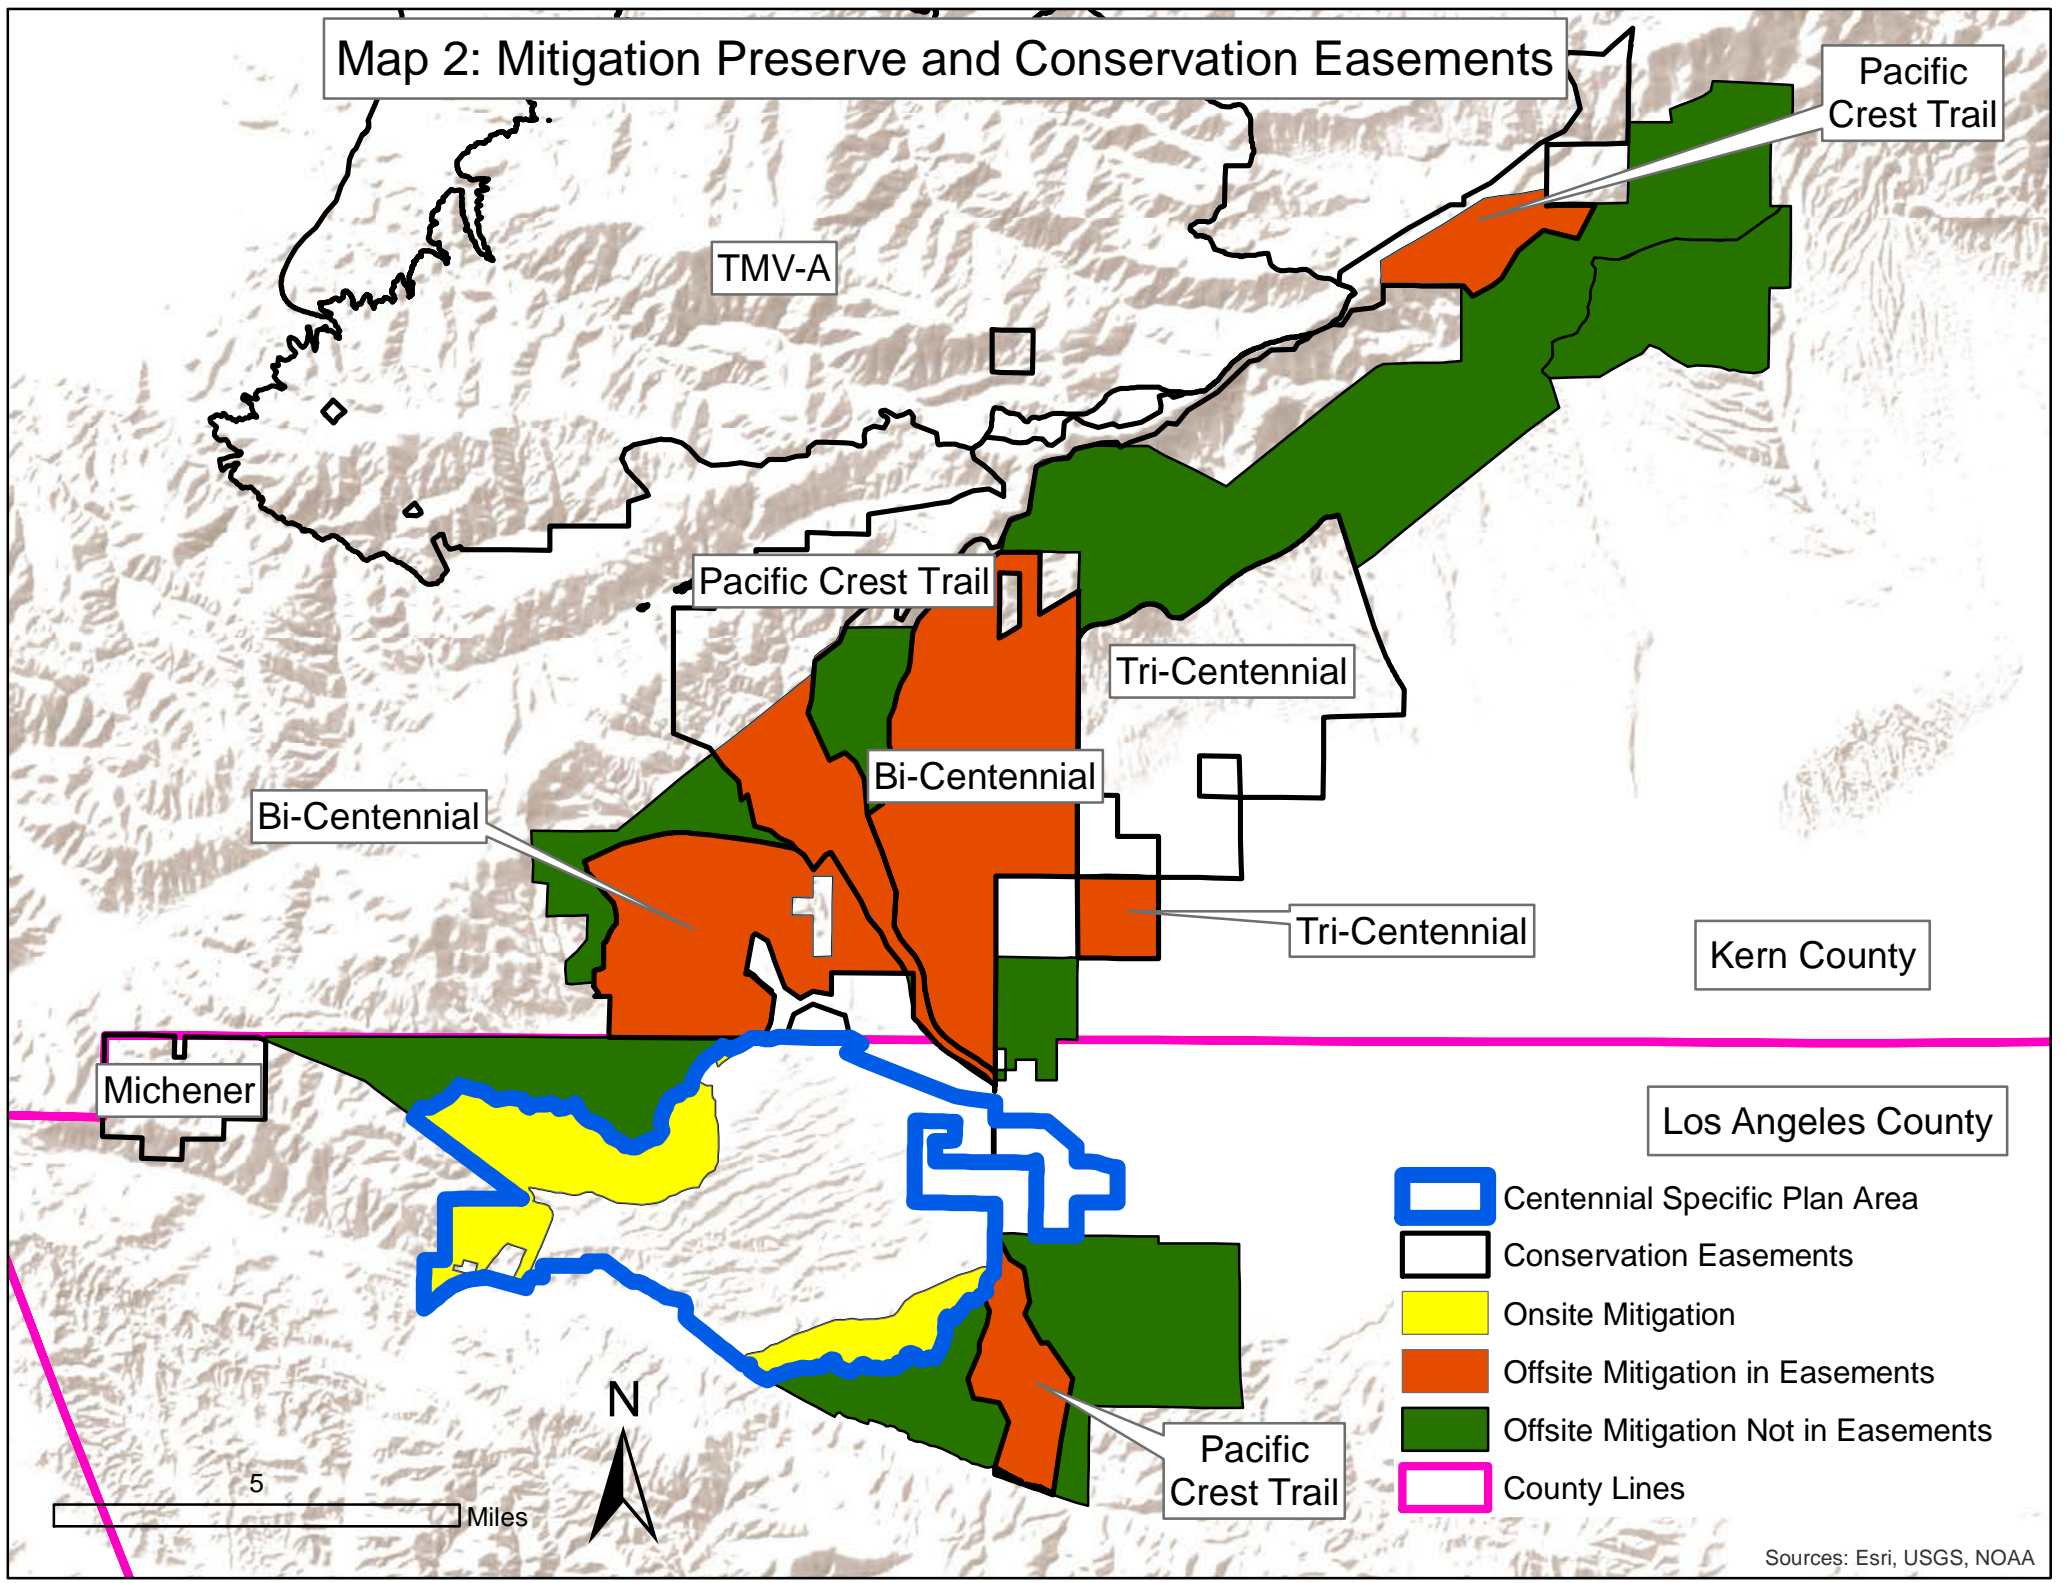 Map 2: Mitigation Preserve and Conservation Easements
Pacific
Crest Trail
TMV-A
Pacific Crest Trail
Tri-Centennial
Bi-Centennial
Bi-Centennial
Tri-Centennial
Kern County
Michener
Los Angeles County
Centennial Specific Plan Area
Conservation Easements
Onsite Mitigation
Offsite Mitigation in Easements
Offsite Mitigation Not in Easements
County Lines
N
Pacific
Crest Trail
5
Miles
Sources: Esri, USGS, NOAA